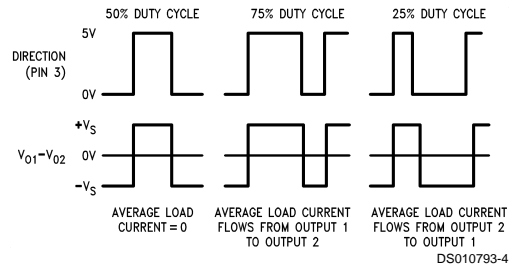 50% DUTY CYCLE 75% DUTY CYCLE 25% DUTY CYCLE
5V
DIRECTION
(PIN 3)
0V
+VS
VO1−VO2 0V
−VS
AVERAGE LOAD
CURRENT = 0
AVERAGE LOAD CURRENT
FLOWS FROM OUTPUT 1
TO OUTPUT 2
AVERAGE LOAD CURRENT
FLOWS FROM OUTPUT 2
TO OUTPUT 1
DS010793-4